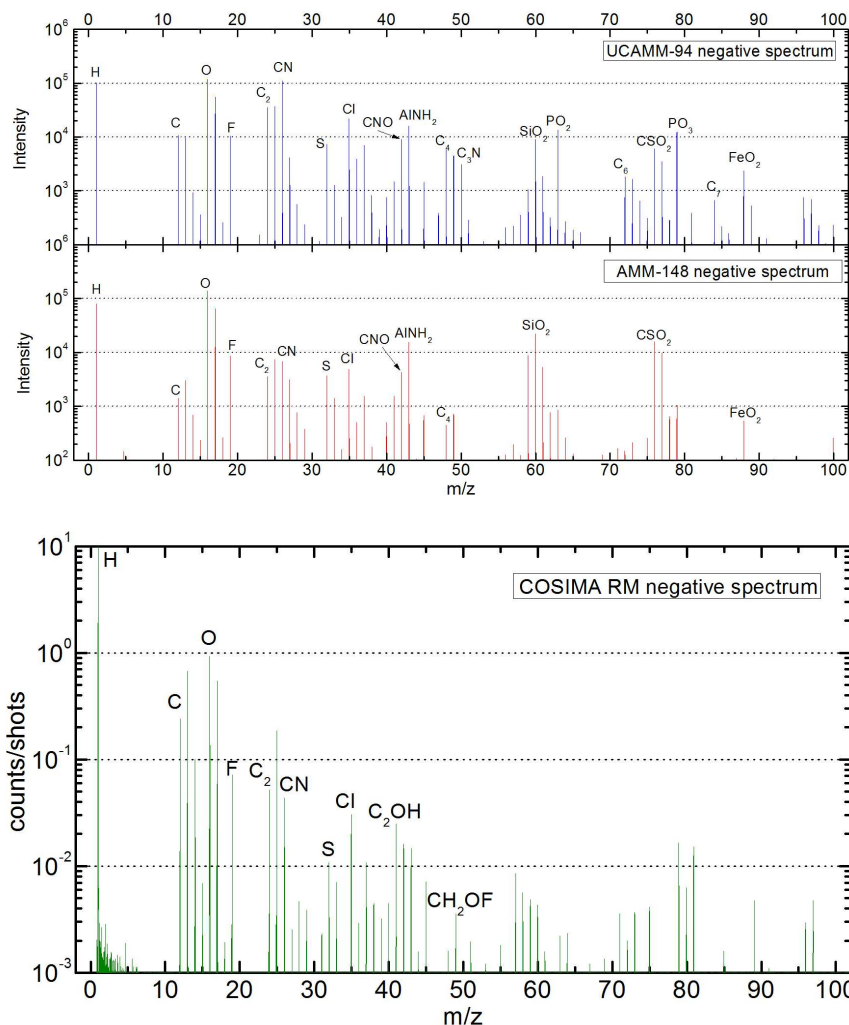 0 10 20 30 40 50 60 70 80 90 100
10⁶
UCAMM-94 negative spectrum
10⁵
H
O
CN
C₂
Cl
AlNH₂
CNO
PO₂
PO₃
SiO₂
CSO₂
10⁴
C
F
S
C₄
C₃N
FeO₂
C₆
C₇
10³
10⁶
Intensity
AMM-148 negative spectrum
H
O
10⁵
AlNH₂
CNO
SiO₂
CSO₂
10⁴
F
C₂
CN
S
Cl
C
C₄
FeO₂
10³
10²
Intensity
0 10 20 30 40 50 60 70 80 90 100
m/z
10¹
H
COSIMA RM negative spectrum
O
10⁰
C
10⁻¹
F
C₂
CN
Cl
C₂OH
S
10⁻²
CH₂OF
10⁻³
counts/shots
0 10 20 30 40 50 60 70 80 90 100
m/z